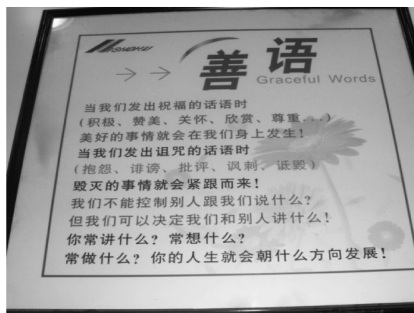 善语
Graceful Words
当我们发出祝福的话语时
(积极、赞美、关怀、欣赏、尊重...)
美好的事情就会在我们身上发生！
当我们发出诅咒的话语时
(抱怨、诽谤、批评、讽刺、诋毁)
毁灭的事情就会紧跟而来！
我们不能控制别人跟我们说什么?
但我们可以决定我们和别人讲什么！
你常讲什么? 常想什么?
常做什么? 你的人生就会朝什么方向发展！